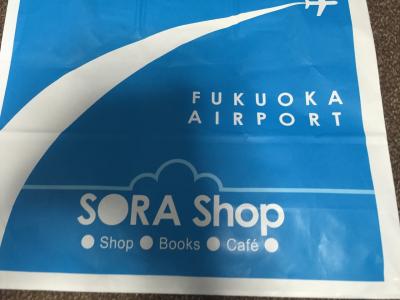 FUKUOKA
AIRPORT
SORA Shop
● Shop ● Books ● Café ●